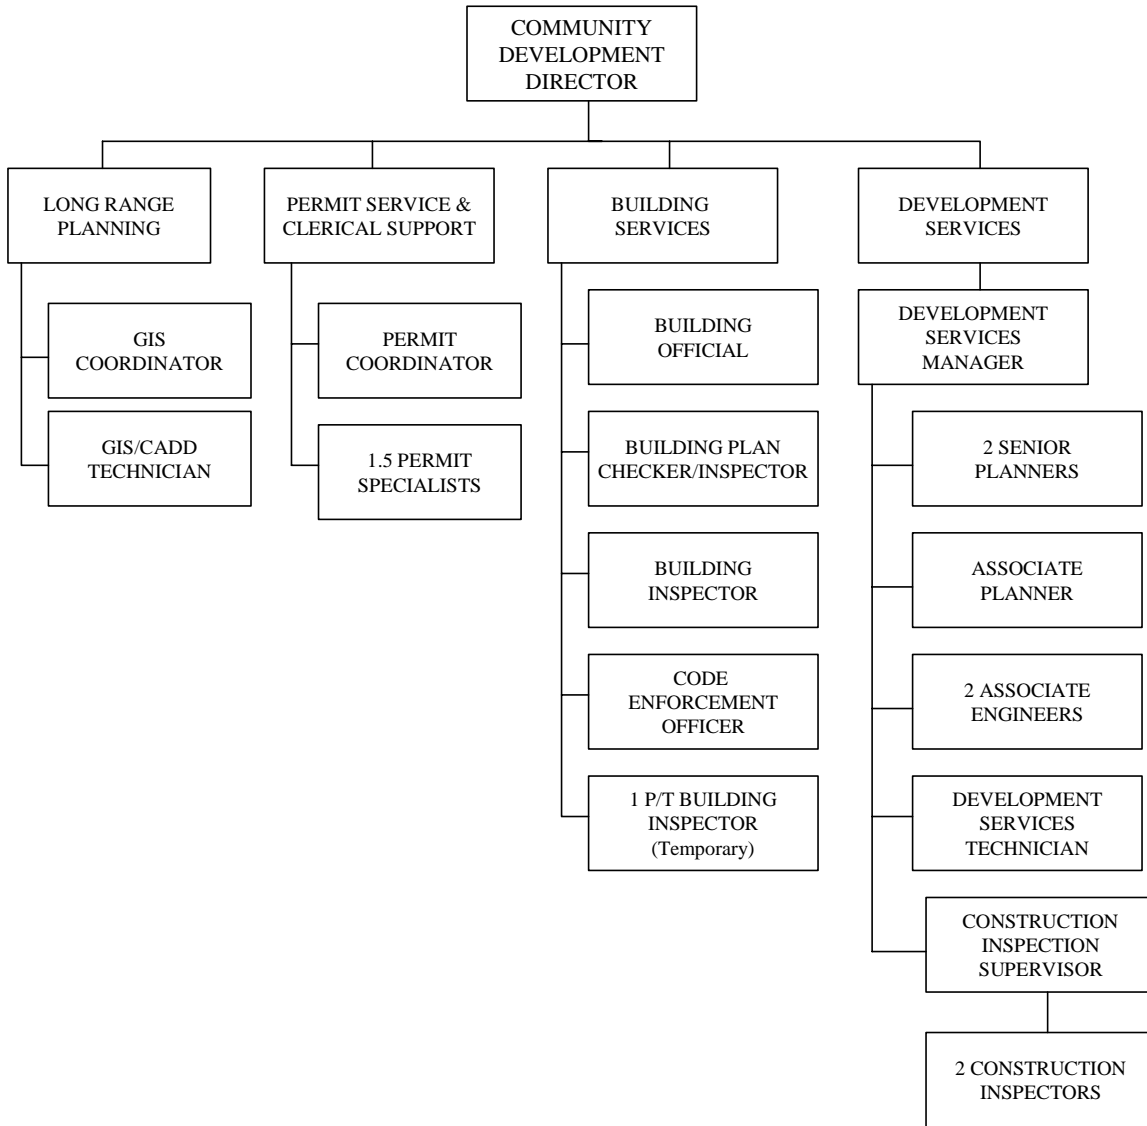 COMMUNITY
DEVELOPMENT
DIRECTOR
LONG RANGE
PLANNING
PERMIT SERVICE &
CLERICAL SUPPORT
BUILDING
SERVICES
DEVELOPMENT
SERVICES
GIS
COORDINATOR
GIS/CADD
TECHNICIAN
PERMIT
COORDINATOR
1.5 PERMIT
SPECIALISTS
BUILDING
OFFICIAL
BUILDING PLAN
CHECKER/INSPECTOR
BUILDING
INSPECTOR
CODE
ENFORCEMENT
OFFICER
1 P/T BUILDING
INSPECTOR
(Temporary)
DEVELOPMENT
SERVICES
MANAGER
2 SENIOR
PLANNERS
ASSOCIATE
PLANNER
2 ASSOCIATE
ENGINEERS
DEVELOPMENT
SERVICES
TECHNICIAN
CONSTRUCTION
INSPECTION
SUPERVISOR
2 CONSTRUCTION
INSPECTORS